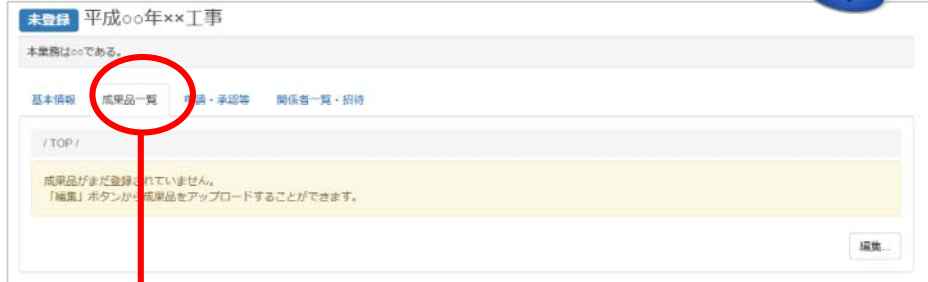 未登録 平成○○年××工事
本業務は○○である。
基本情報 成果品一覧 申請・承認等 関係者一覧・招待
/ TOP /
成果品がまだ登録されていません。
「編集」ボタンから成果品をアップロードすることができます。
編集...